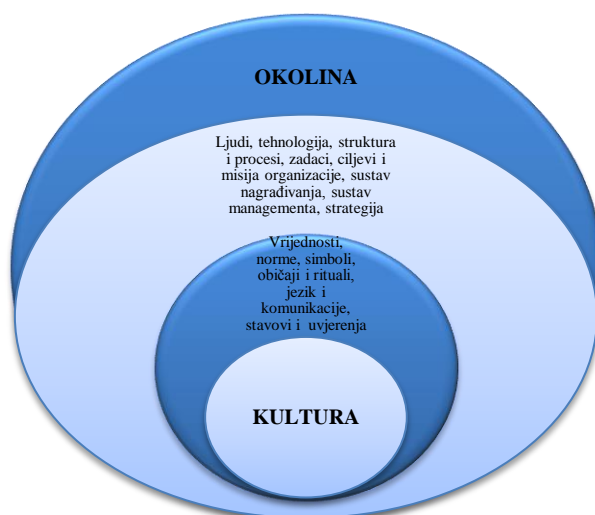 OKOLINA
Ljudi, tehnologija, struktura
i procesi, zadaci, ciljevi i
misija organizacije, sustav
nagrađivanja, sustav
managementa, strategija
Vrijednosti,
norme, simboli,
običaji i rituali,
jezik i
komunikacije,
stavovi i uvjerenja
KULTURA